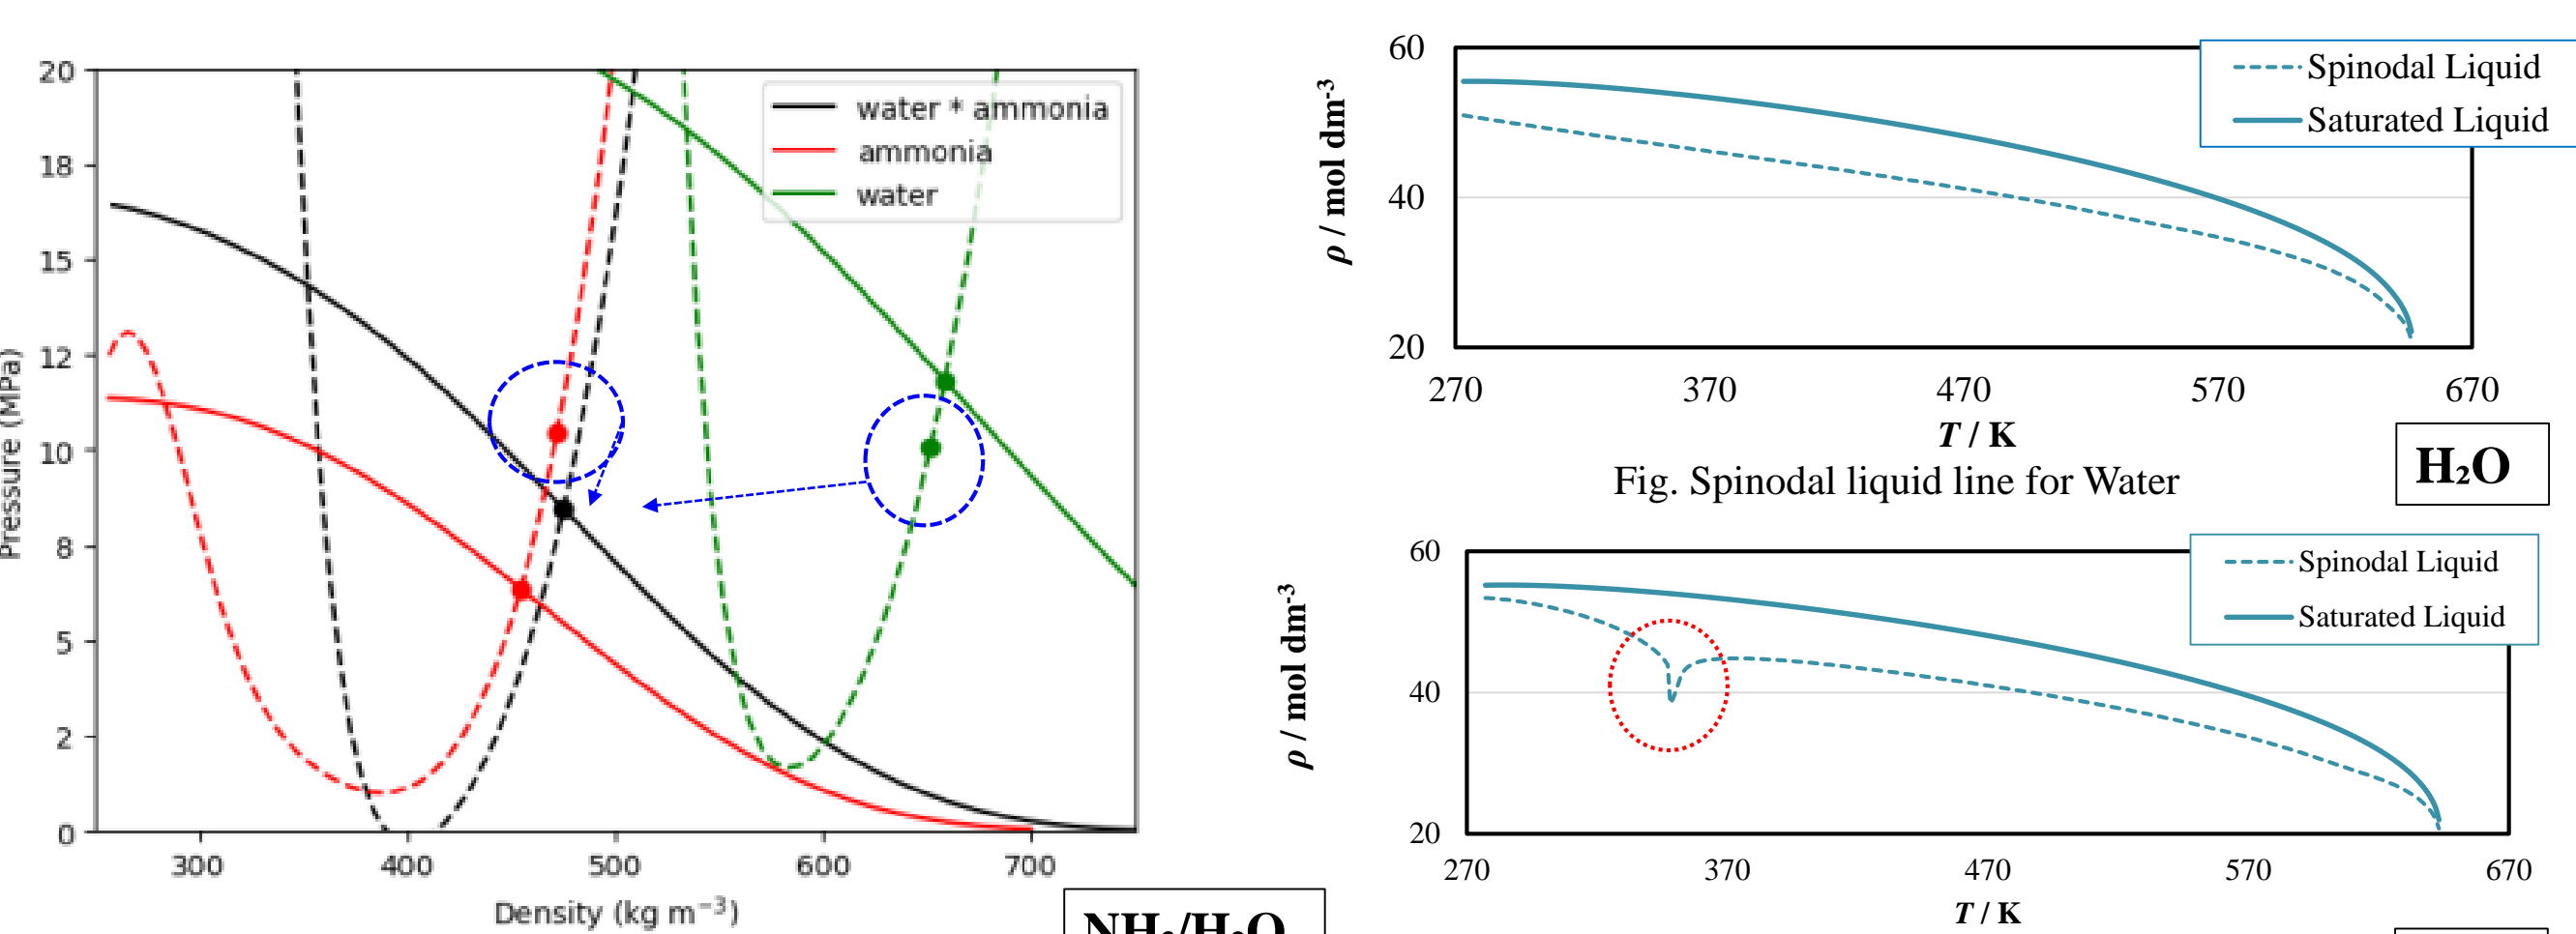 20
18
15
12
10
8
5
2
0
Pressure (MPa)
300 400 500 600 700
Density (kg m⁻³)
water * ammonia
ammonia
water
60
40
20
ρ / mol dm⁻³
270 370 470 570 670
T / K
Spinodal Liquid
Saturated Liquid
Fig. Spinodal liquid line for Water
H₂O
60
40
20
ρ / mol dm⁻³
270 370 470 570 670
T / K
Spinodal Liquid
Saturated Liquid
NH₃/H₂O